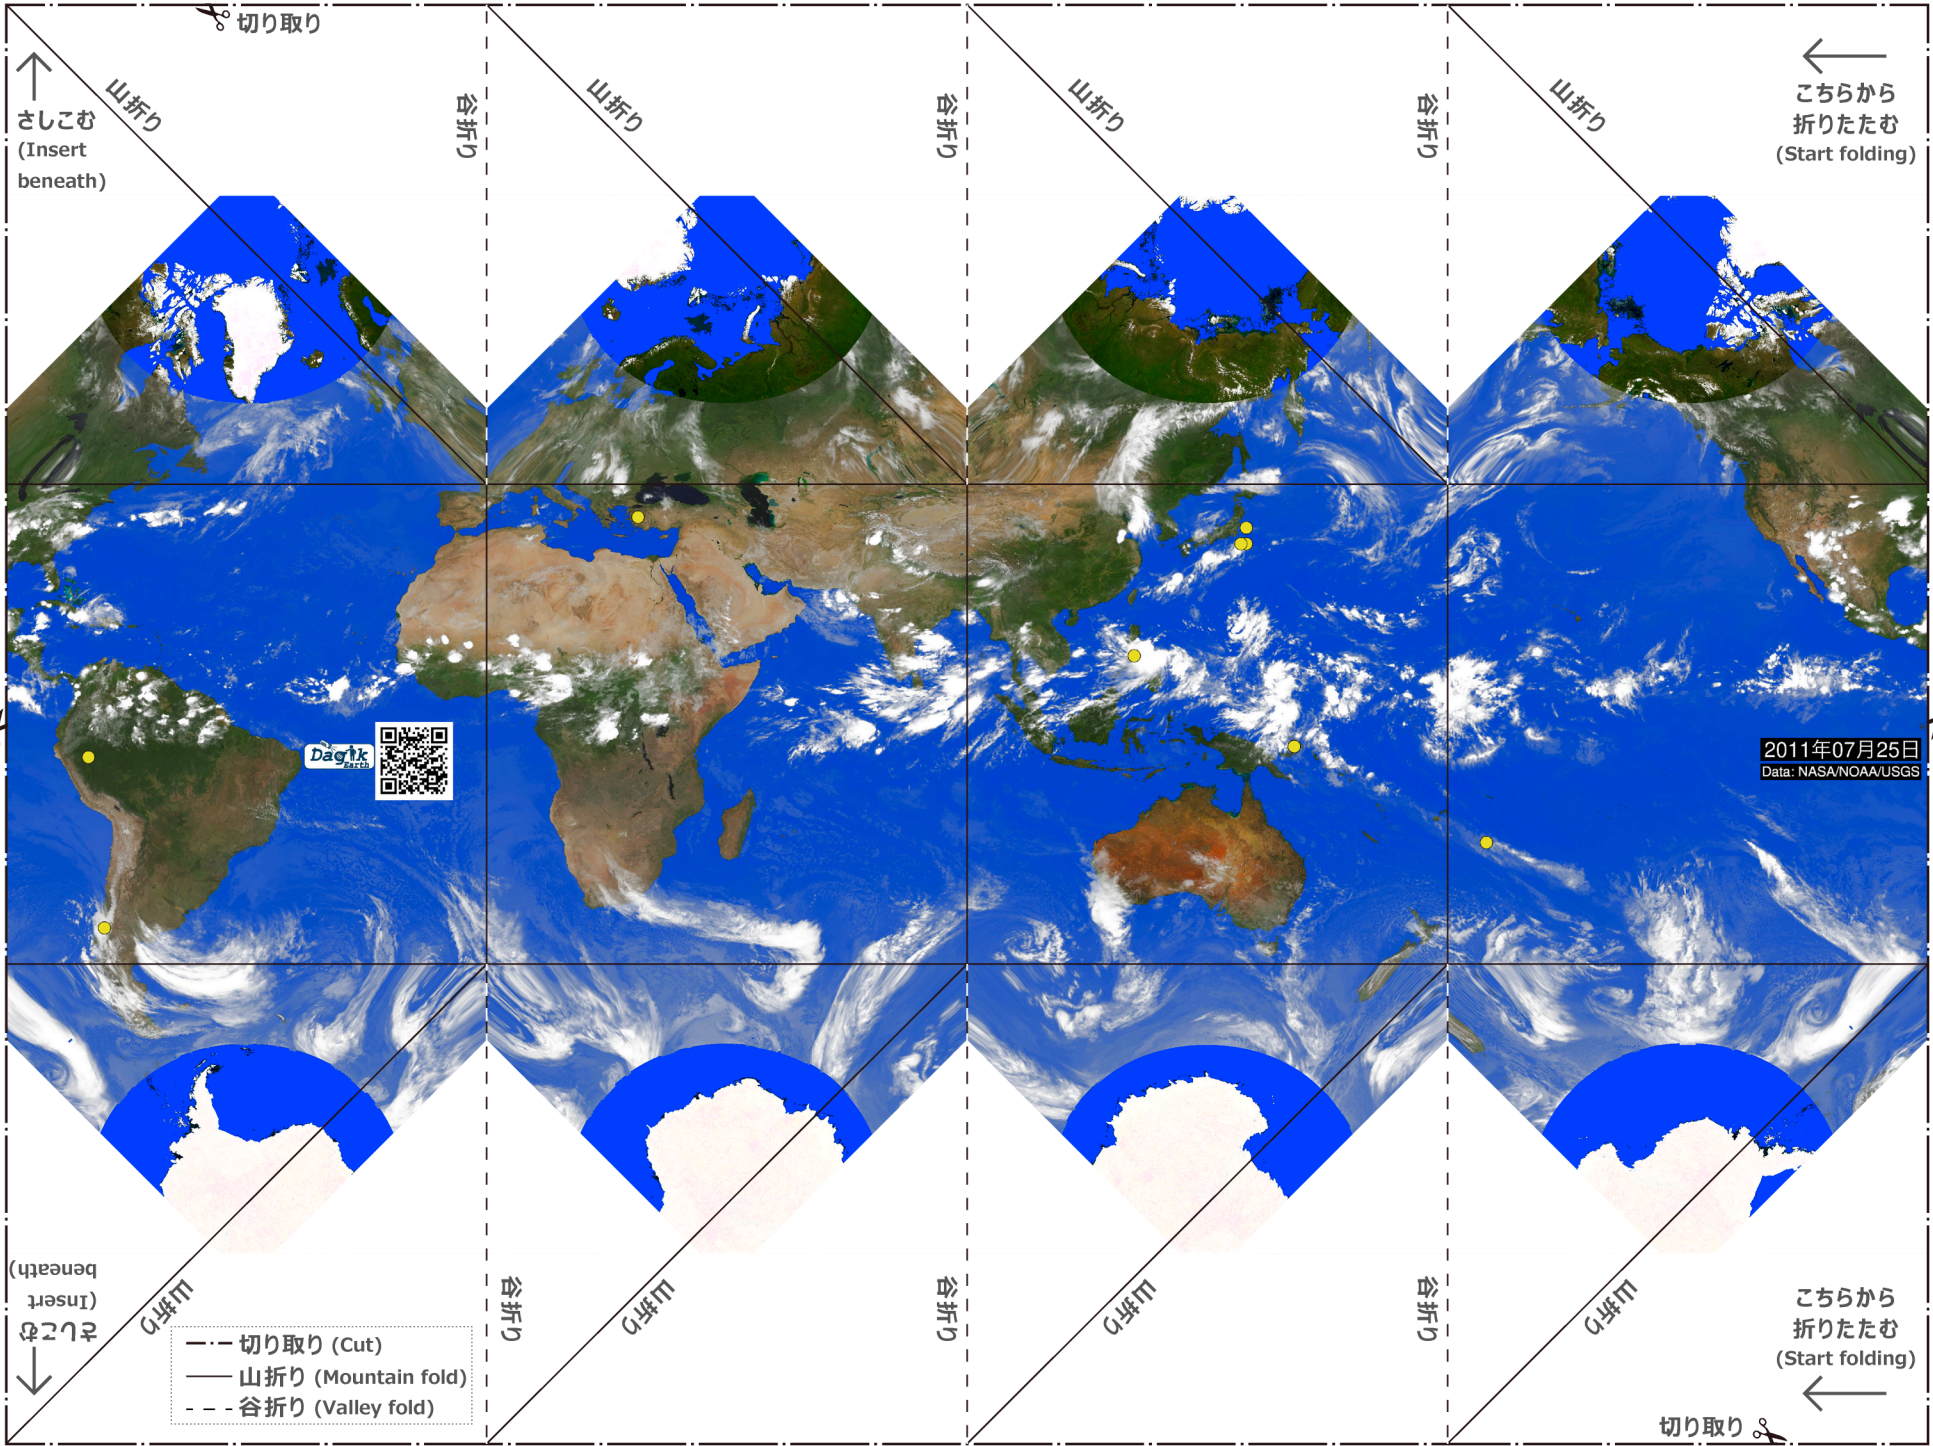 切り取り
山折り
谷折り
山折り
谷折り
山折り
谷折り
山折り
さしこむ
(Insert
beneath)
こちらから
折りたたむ
(Start folding)
Dagik
Earth
2011年07月25日
Data: NASA/NOAA/USGS
さしこむ
(Insert
beneath)
山折り
谷折り
山折り
谷折り
山折り
谷折り
山折り
切り取り (Cut)
山折り (Mountain fold)
谷折り (Valley fold)
こちらから
折りたたむ
(Start folding)
切り取り